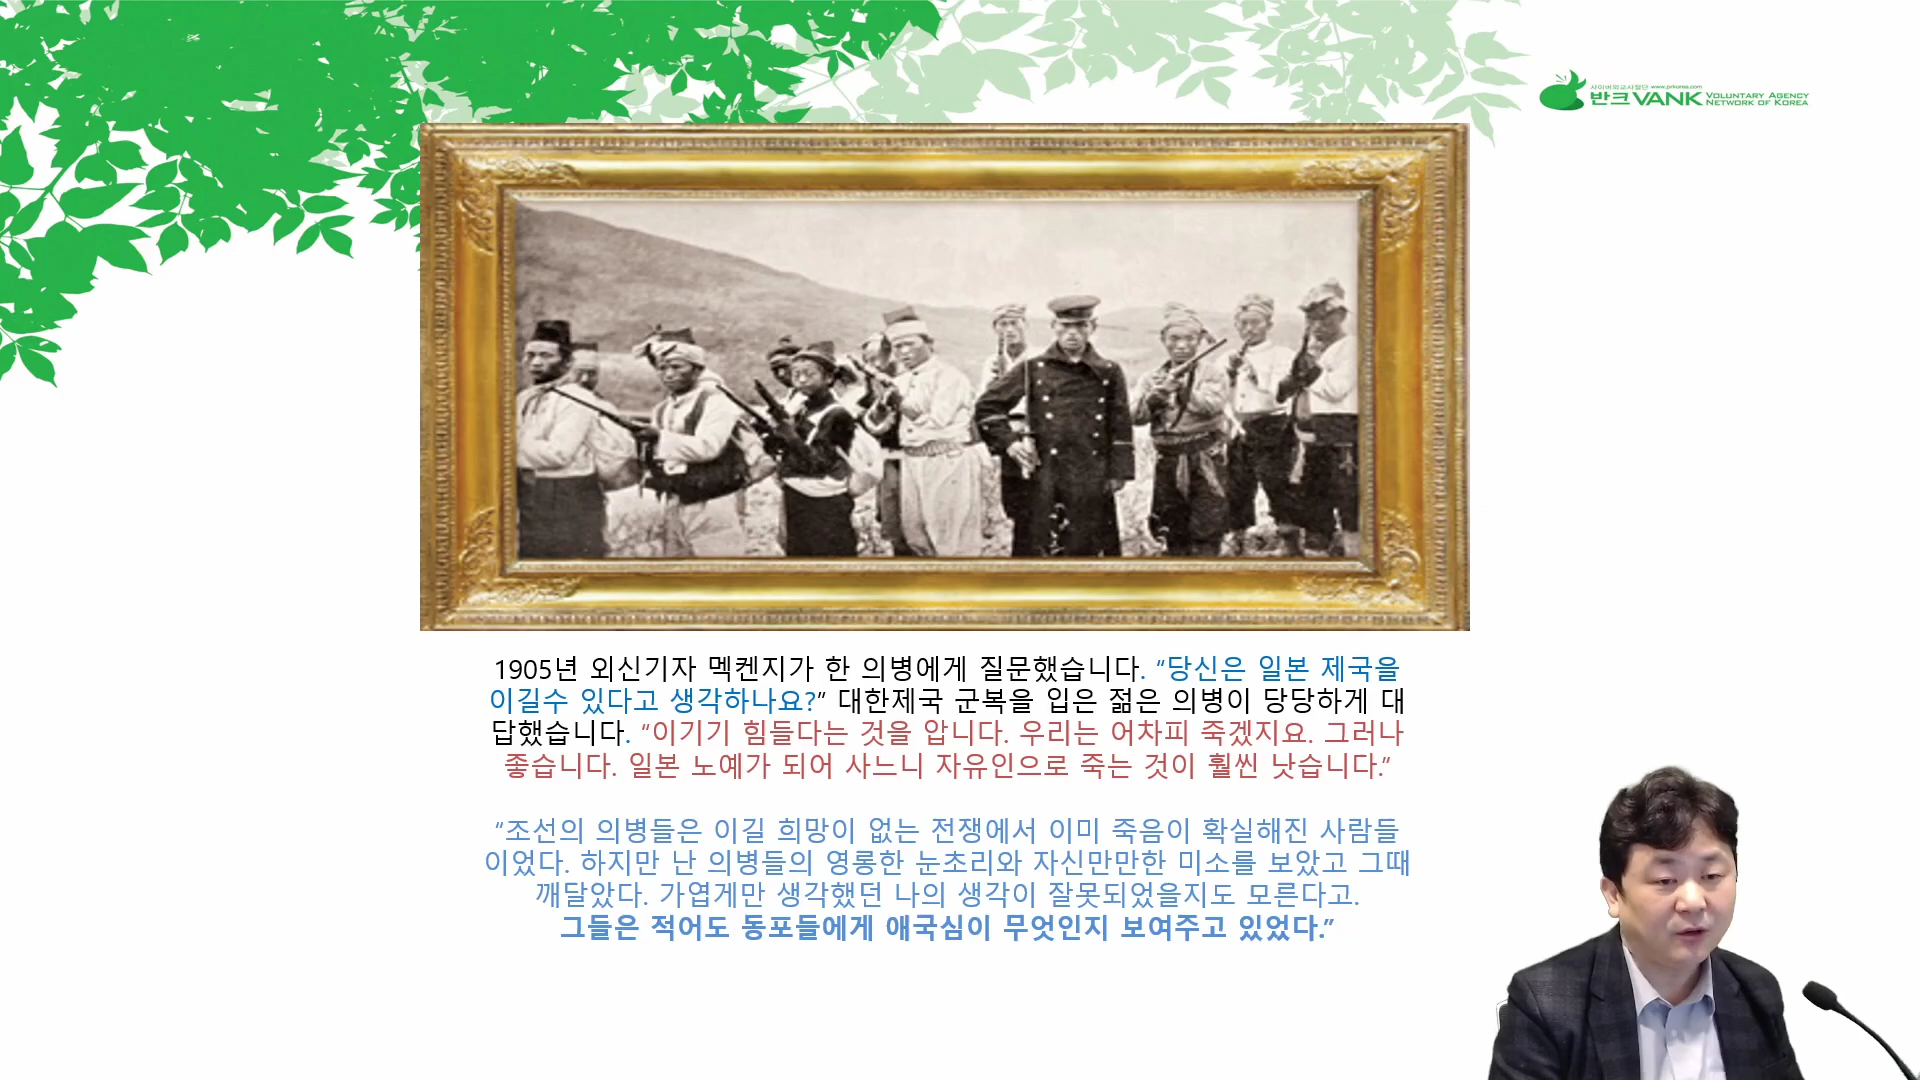 사이버외교사절단 www.prkorea.com
반크 VANK VOLUNTARY AGENCY
NETWORK OF KOREA
1905년 외신기자 멕켄지가 한 의병에게 질문했습니다. “당신은 일본 제국을
이길수 있다고 생각하나요?” 대한제국 군복을 입은 젊은 의병이 당당하게 대
답했습니다. “이기기 힘들다는 것을 압니다. 우리는 어차피 죽겠지요. 그러나
좋습니다. 일본 노예가 되어 사느니 자유인으로 죽는 것이 훨씬 낫습니다.”
“조선의 의병들은 이길 희망이 없는 전쟁에서 이미 죽음이 확실해진 사람들
이었다. 하지만 난 의병들의 영롱한 눈초리와 자신만만한 미소를 보았고 그때
깨달았다. 가엽게만 생각했던 나의 생각이 잘못되었을지도 모른다고.
그들은 적어도 동포들에게 애국심이 무엇인지 보여주고 있었다.”